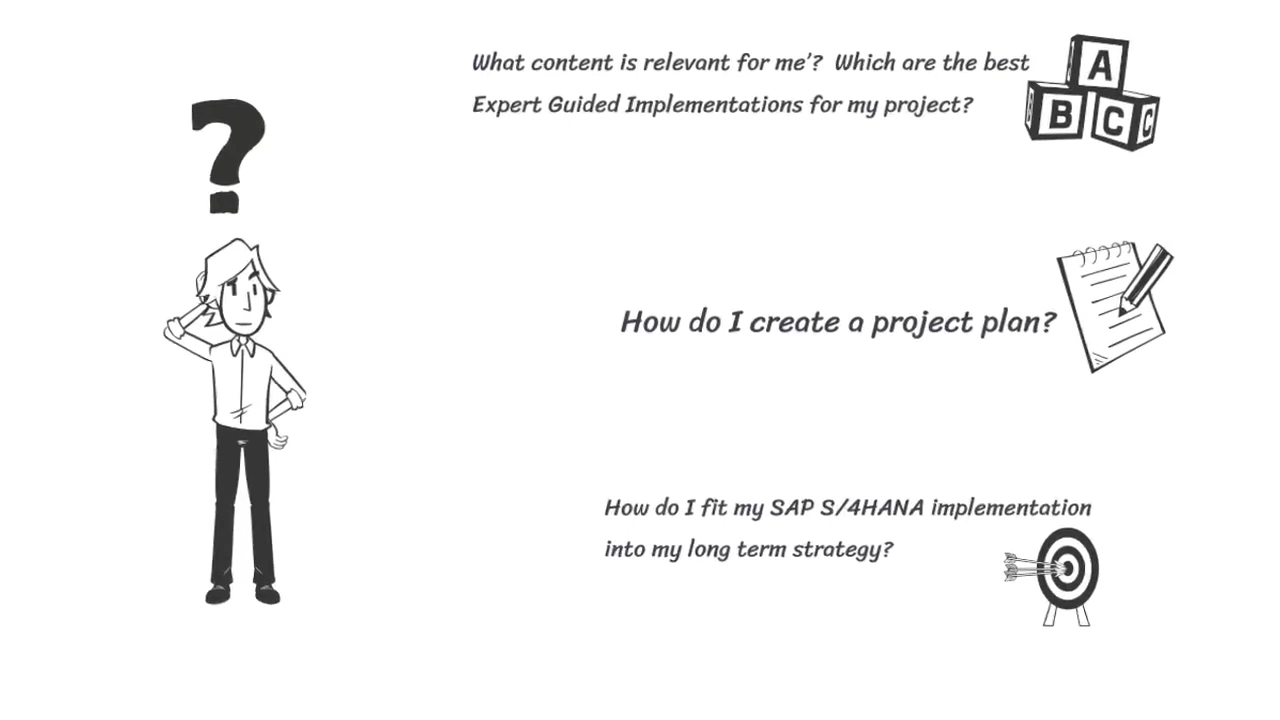 ?
What content is relevant for me'? Which are the best
Expert Guided Implementations for my project?
A
B C C
How do I create a project plan?
How do I fit my SAP S/4HANA implementation
into my long term strategy?